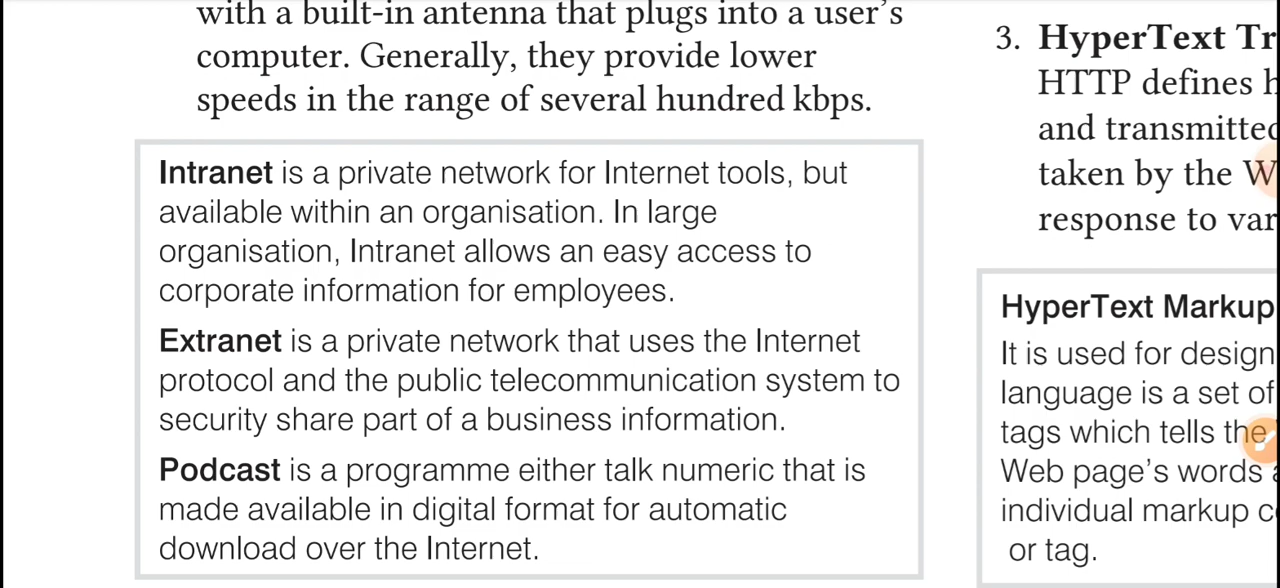 with a built-in antenna that plugs into a user's
computer. Generally, they provide lower
speeds in the range of several hundred kbps.
Intranet is a private network for Internet tools, but
available within an organisation. In large
organisation, Intranet allows an easy access to
corporate information for employees.
Extranet is a private network that uses the Internet
protocol and the public telecommunication system to
security share part of a business information.
Podcast is a programme either talk numeric that is
made available in digital format for automatic
download over the Internet.
3. HyperText Tr
HTTP defines h
and transmitted
taken by the W
response to var
HyperText Markup
It is used for design
language is a set of
tags which tells the
Web page's words a
individual markup c
or tag.